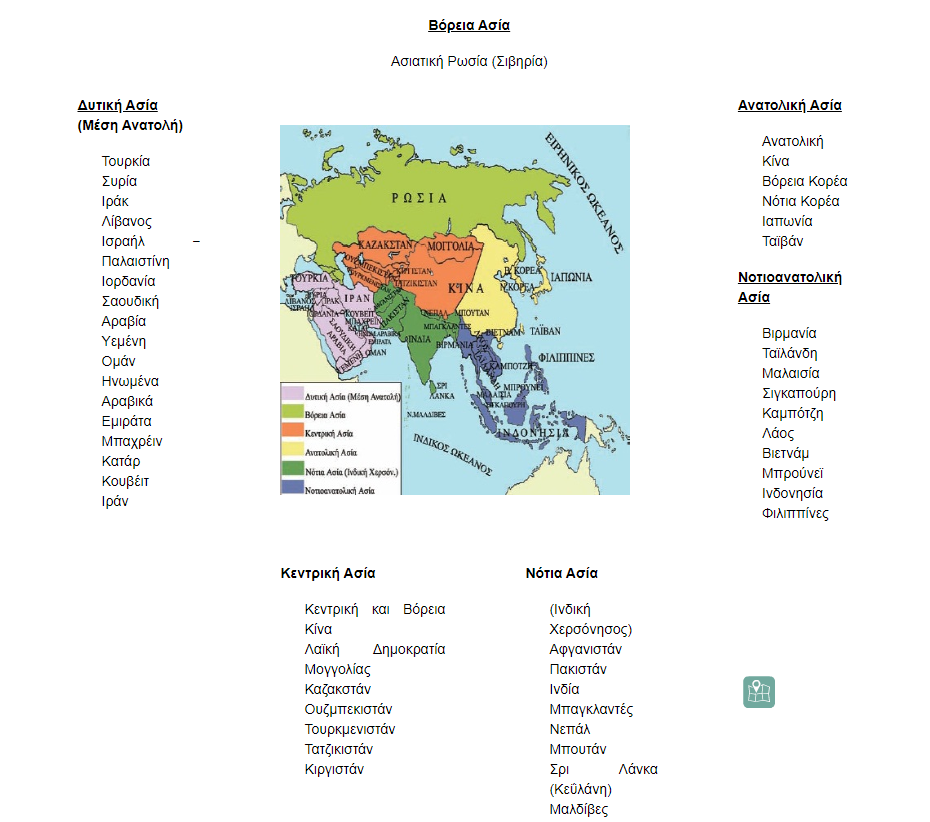 Βόρεια Ασία
Ασιατική Ρωσία (Σιβηρία)
Δυτική Ασία
(Μέση Ανατολή)
Τουρκία
Συρία
Ιράκ
Λίβανος
Ισραήλ –
Παλαιστίνη
Ιορδανία
Σαουδική
Αραβία
Υεμένη
Ομάν
Ηνωμένα
Αραβικά
Εμιράτα
Μπαχρέιν
Κατάρ
Κουβέιτ
Ιράν
ΕΙΡΗΝΙΚΟΣ ΩΚΕΑΝΟΣ
ΡΩΣΙΑ
ΚΑΖΑΚΣΤΑΝ
ΜΟΓΓΟΛΙΑ
ΚΙΡΓΙΣΤΑΝ
ΤΑΤΖΙΚΙΣΤΑΝ
ΚΙΝΑ
Β. ΚΟΡΕΑ
Ν. ΚΟΡΕΑ
ΙΑΠΩΝΙΑ
ΤΟΥΡΚΙΑ
ΙΡΑΝ
ΙΡΑΚ
ΛΙΒΑΝΟΣ
ΚΟΥΒΕΙΤ
ΜΠΑΧΡΕΙΝ
ΣΑΟΥΔΙΚΗ
ΑΡΑΒΙΑ
ΥΕΜΕΝΗ
ΟΜΑΝ
ΠΑΚΙΣΤΑΝ
ΙΝΔΙΑ
ΝΕΠΑΛ
ΜΠΟΥΤΑΝ
ΜΠΑΓΚΛΑΝΤΕΣ
ΒΙΡΜΑΝΙΑ
ΒΙΕΤΝΑΜ
ΤΑΪΒΑΝ
ΦΙΛΙΠΠΙΝΕΣ
ΚΑΜΠΟΤΖΗ
ΜΠΡΟΥΝΕΪ
ΜΑΛΑΙΣΙΑ
ΣΡΙ
ΛΑΝΚΑ
Ν.ΜΑΛΔΙΒΕΣ
ΙΝΔΟΝΗΣΙΑ
ΙΝΔΙΚΟΣ ΩΚΕΑΝΟΣ
Δυτική Ασία (Μέση Ανατολή)
Βόρεια Ασία
Κεντρική Ασία
Ανατολική Ασία
Νότια Ασία (Ινδική Χερσόν.)
Νοτιοανατολική Ασία
Ανατολική Ασία
Ανατολική
Κίνα
Βόρεια Κορέα
Νότια Κορέα
Ιαπωνία
Ταϊβάν
Νοτιοανατολική
Ασία
Βιρμανία
Ταϊλάνδη
Μαλαισία
Σιγκαπούρη
Καμπότζη
Λάος
Βιετνάμ
Μπρούνεϊ
Ινδονησία
Φιλιππίνες
Κεντρική Ασία
Κεντρική και Βόρεια
Κίνα
Λαϊκή Δημοκρατία
Μογγολίας
Καζακστάν
Ουζμπεκιστάν
Τουρκμενιστάν
Τατζικιστάν
Κιργιστάν
Νότια Ασία
(Ινδική
Χερσόνησος)
Αφγανιστάν
Πακιστάν
Ινδία
Μπαγκλαντές
Νεπάλ
Μπουτάν
Σρι Λάνκα
(Κεϋλάνη)
Μαλδίβες